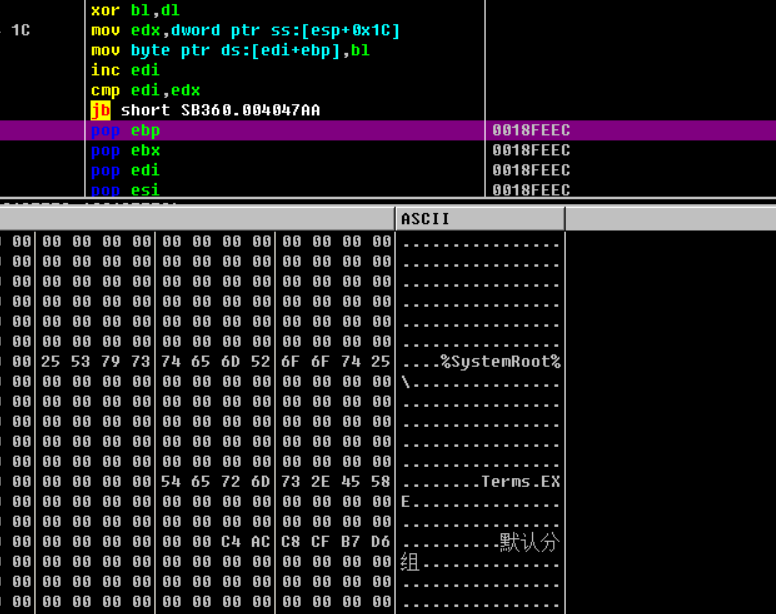 xor bl,dl
1C mov edx,dword ptr ss:[esp+0x1C]
mov byte ptr ds:[edi+ebp],bl
inc edi
cmp edi,edx
jb short SB360.004047AA
pop ebp 0018FEEC
pop ebx 0018FEEC
pop edi 0018FEEC
pop esi 0018FEEC
ASCII
00 00 00 00 00 00 00 00 00 00 00 00 00 ................
00 00 00 00 00 00 00 00 00 00 00 00 00 ................
00 00 00 00 00 00 00 00 00 00 00 00 00 ................
00 00 00 00 00 00 00 00 00 00 00 00 00 ................
00 00 00 00 00 00 00 00 00 00 00 00 00 ................
00 00 00 00 00 00 00 00 00 00 00 00 00 ................
00 25 53 79 73 74 65 6D 52 6F 6F 74 25 ....%SystemRoot%
00 00 00 00 00 00 00 00 00 00 00 00 00 \...............
00 00 00 00 00 00 00 00 00 00 00 00 00 ................
00 00 00 00 00 00 00 00 00 00 00 00 00 ................
00 00 00 00 00 00 00 00 00 00 00 00 00 ................
00 00 00 00 00 00 00 00 00 00 00 00 00 ................
00 00 00 00 00 54 65 72 6D 73 2E 45 58 ........Terms.EX
00 00 00 00 00 00 00 00 00 00 00 00 00 E...............
00 00 00 00 00 00 00 00 00 00 00 00 00 ................
00 00 00 00 00 00 00 C4 AC C8 CF B7 D6 ..........默认分
00 00 00 00 00 00 00 00 00 00 00 00 00 组..............
00 00 00 00 00 00 00 00 00 00 00 00 00 ................
00 00 00 00 00 00 00 00 00 00 00 00 00 ................